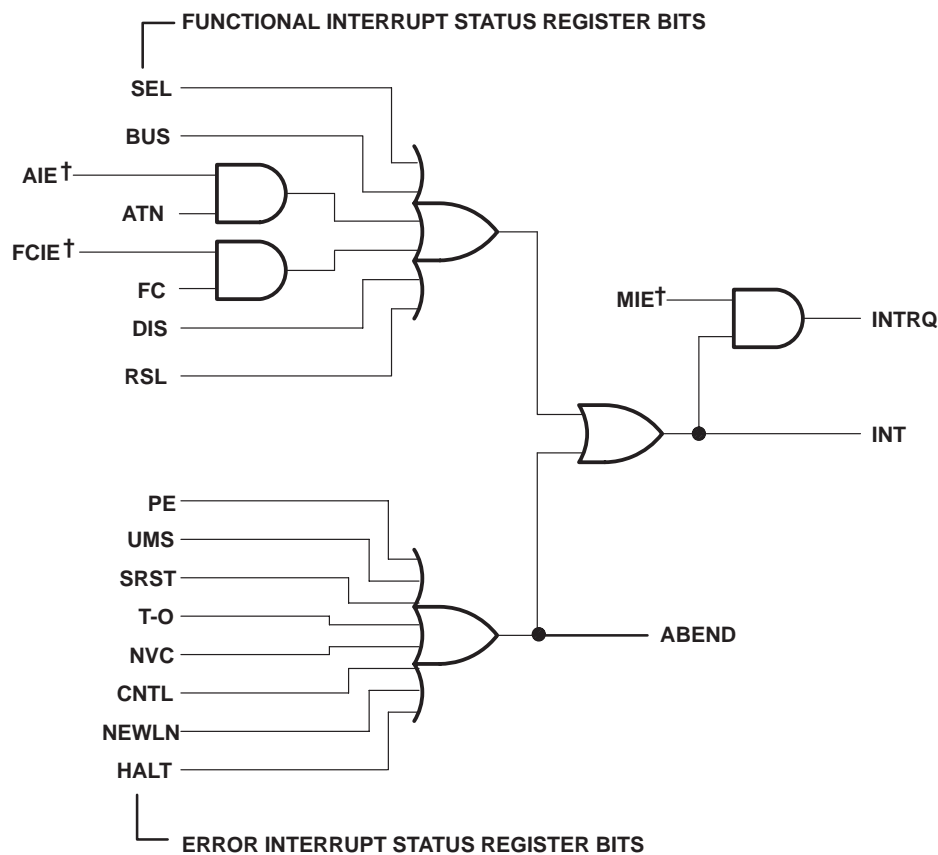 FUNCTIONAL INTERRUPT STATUS REGISTER BITS
SEL
BUS
AIE†
ATN
FCIE†
FC
DIS
RSL
MIE†
INTRQ
INT
PE
UMS
SRST
T-O
NVC
CNTL
NEWLN
HALT
ABEND
ERROR INTERRUPT STATUS REGISTER BITS